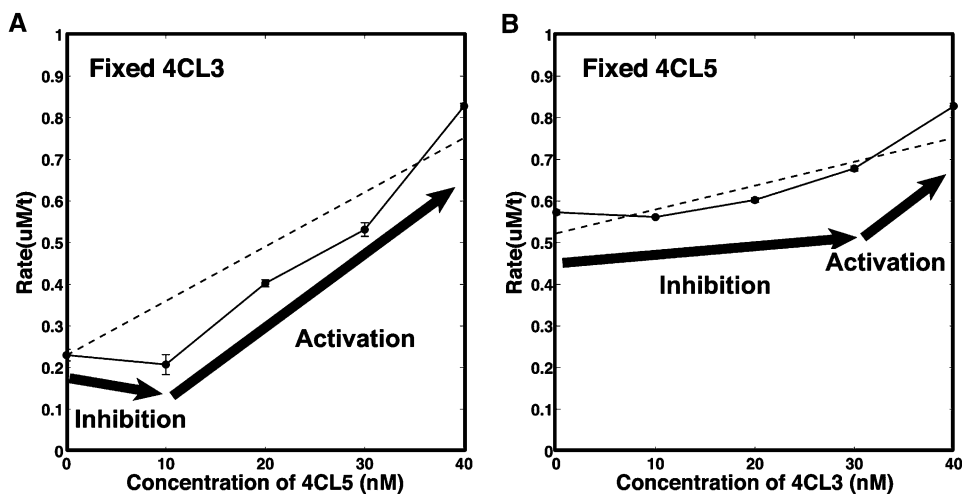 A
Fixed 4CL3
Rate(uM/t)
1
0.9
0.8
0.7
0.6
0.5
0.4
0.3
0.2
0.1
0
Activation
Inhibition
0 10 20 30 40
Concentration of 4CL5 (nM)
B
Fixed 4CL5
Rate(uM/t)
1
0.9
0.8
0.7
0.6
0.5
0.4
0.3
0.2
0.1
0
Activation
Inhibition
0 10 20 30 40
Concentration of 4CL3 (nM)